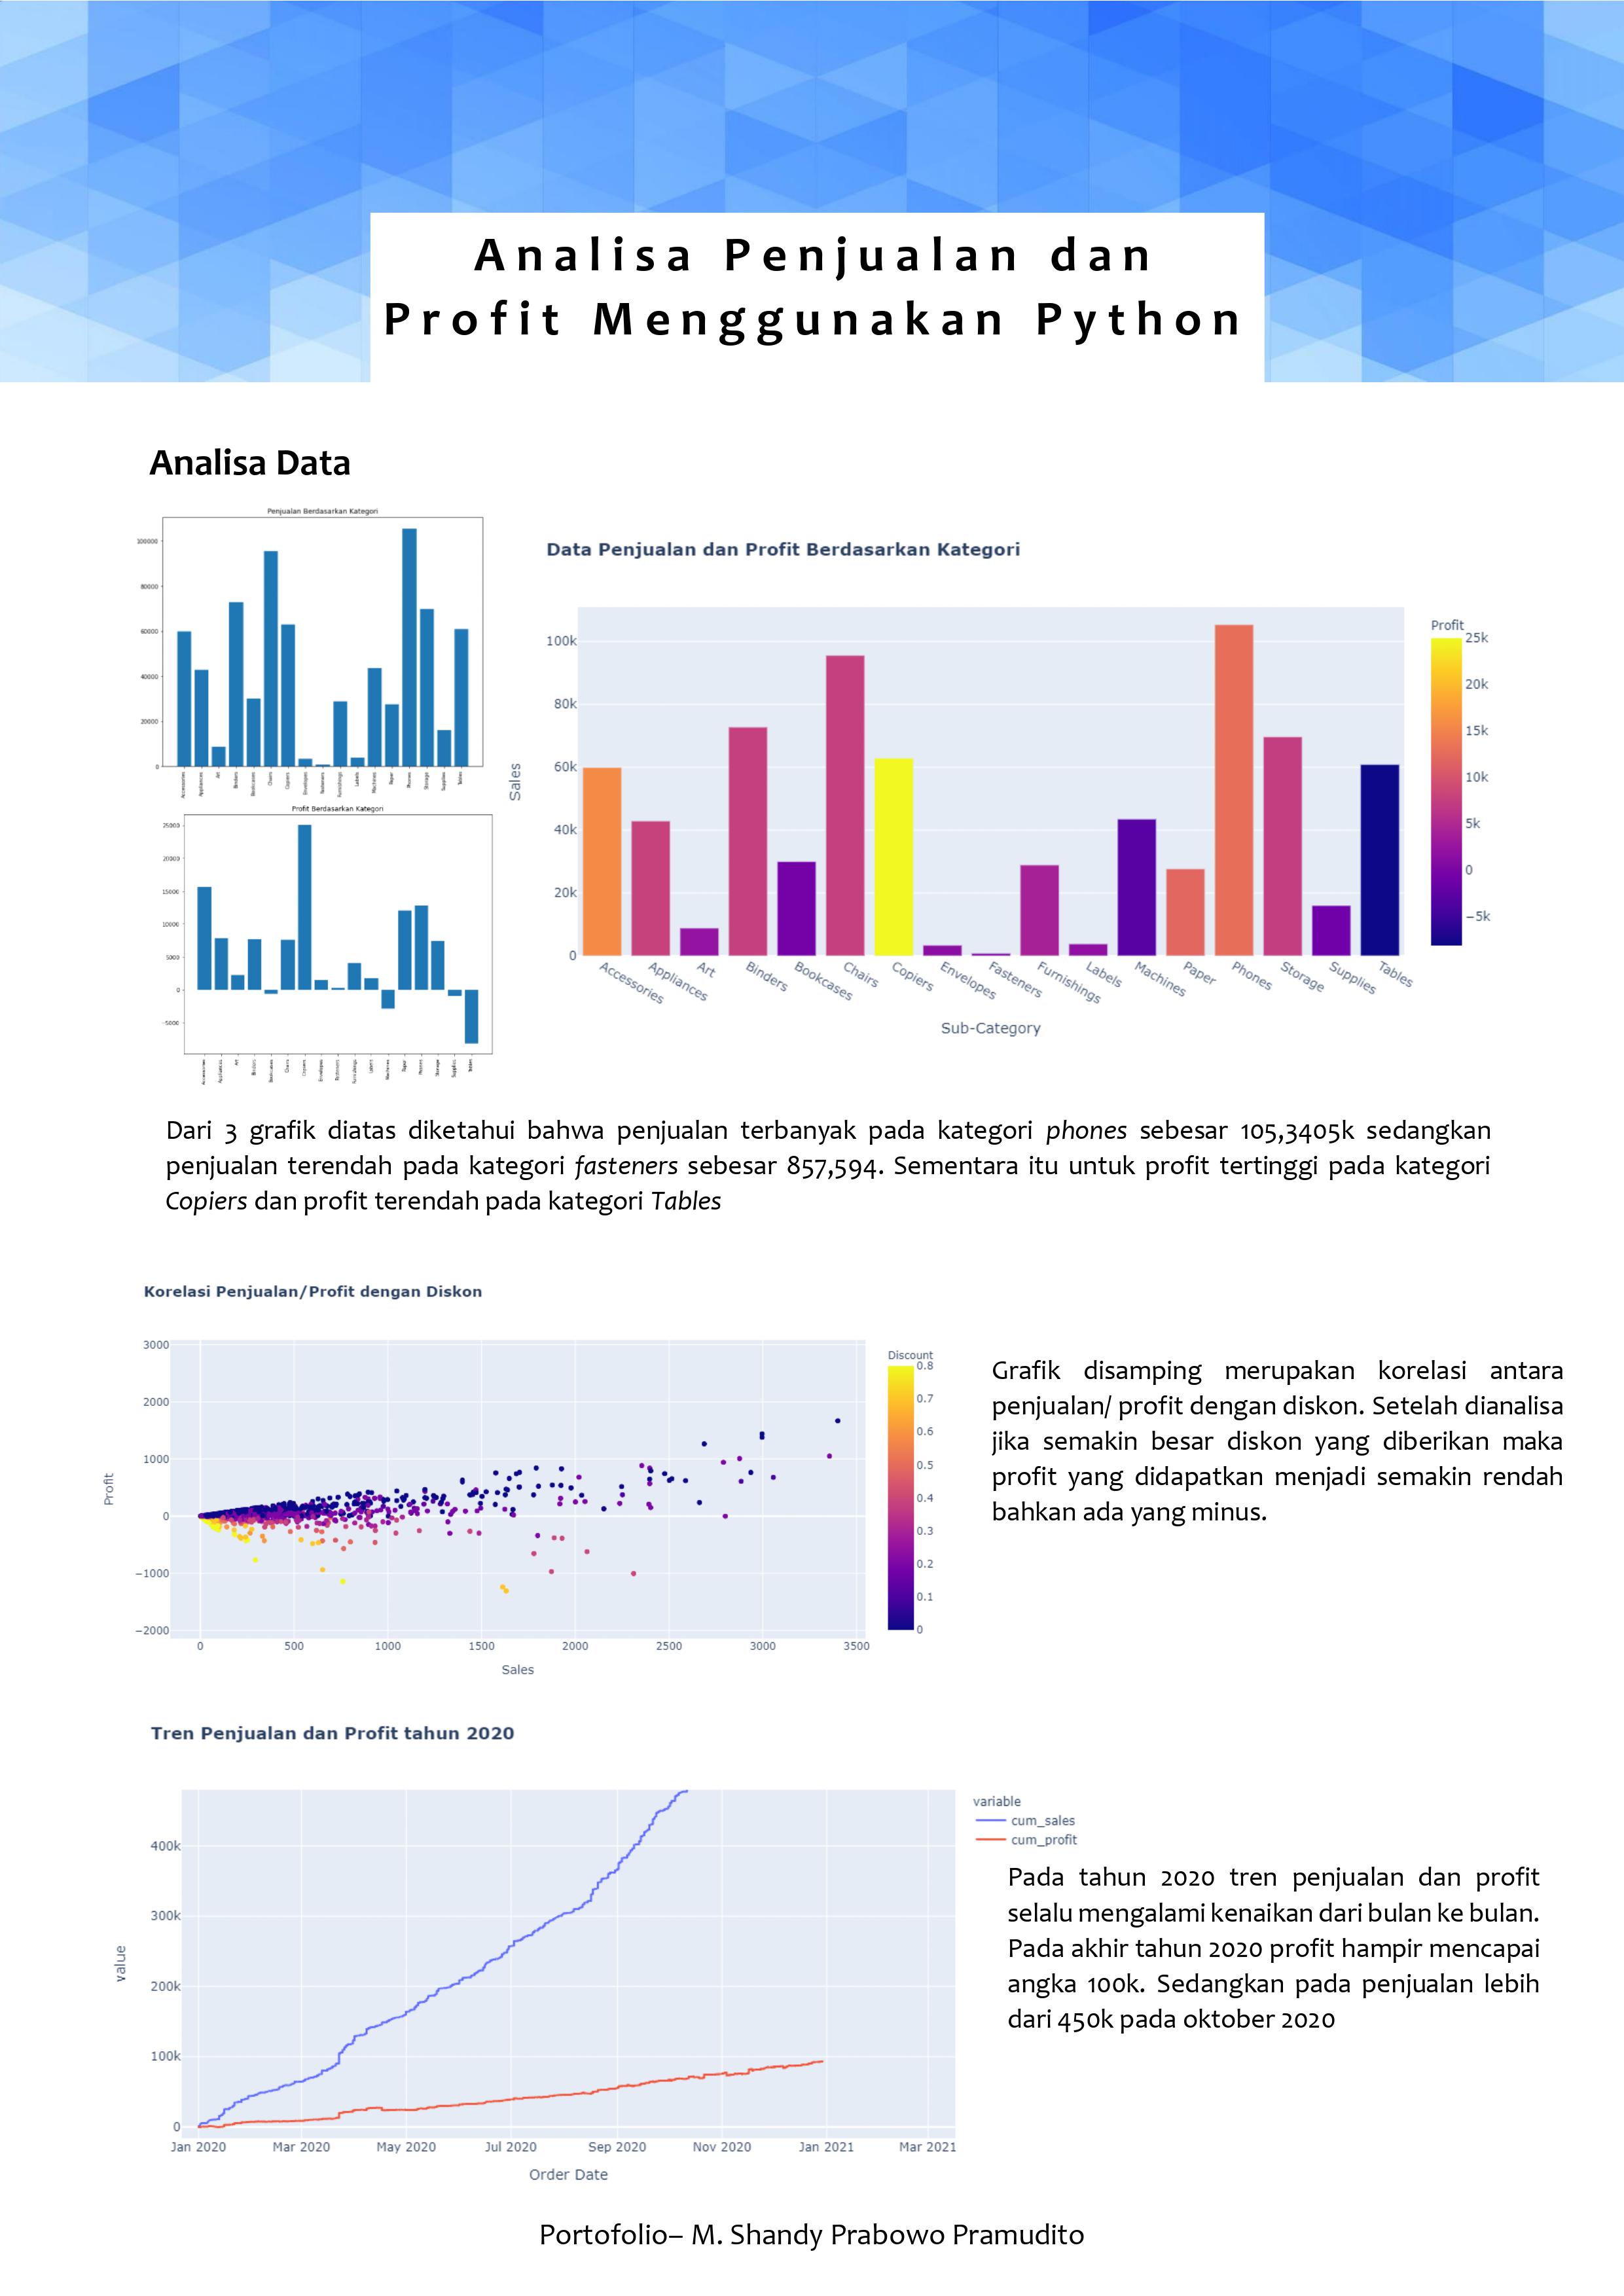 Analisa Penjualan dan
Profit Menggunakan Python
Analisa Data
Penjualan Berdasarkan Kategori
100000
80000
60000
40000
20000
0
Accessories
Appliances
Art
Binders
Bookcases
Chairs
Copiers
Envelopes
Fasteners
Furnishings
Labels
Machines
Paper
Phones
Storage
Supplies
Tables
Profit Berdasarkan Kategori
25000
20000
15000
10000
5000
0
−5000
Accessories
Appliances
Art
Binders
Bookcases
Chairs
Copiers
Envelopes
Fasteners
Furnishings
Labels
Machines
Paper
Phones
Storage
Supplies
Tables
Data Penjualan dan Profit Berdasarkan Kategori
Sales
100k
80k
60k
40k
20k
0
Accessories
Appliances
Art
Binders
Bookcases
Chairs
Copiers
Envelopes
Fasteners
Furnishings
Labels
Machines
Paper
Phones
Storage
Supplies
Tables
Sub-Category
Profit
25k
20k
15k
10k
5k
0
−5k
Dari 3 grafik diatas diketahui bahwa penjualan terbanyak pada kategori phones sebesar 105,3405k sedangkan
penjualan terendah pada kategori fasteners sebesar 857,594. Sementara itu untuk profit tertinggi pada kategori
Copiers dan profit terendah pada kategori Tables
Korelasi Penjualan/Profit dengan Diskon
Profit
3000
2000
1000
0
−1000
−2000
0
500
1000
1500
2000
2500
3000
3500
Sales
Discount
0.8
0.7
0.6
0.5
0.4
0.3
0.2
0.1
0
Grafik disamping merupakan korelasi antara
penjualan/ profit dengan diskon. Setelah dianalisa
jika semakin besar diskon yang diberikan maka
profit yang didapatkan menjadi semakin rendah
bahkan ada yang minus.
Tren Penjualan dan Profit tahun 2020
value
400k
300k
200k
100k
0
Jan 2020
Mar 2020
May 2020
Jul 2020
Sep 2020
Nov 2020
Jan 2021
Mar 2021
Order Date
variable
cum_sales
cum_profit
Pada tahun 2020 tren penjualan dan profit
selalu mengalami kenaikan dari bulan ke bulan.
Pada akhir tahun 2020 profit hampir mencapai
angka 100k. Sedangkan pada penjualan lebih
dari 450k pada oktober 2020
Portofolio– M. Shandy Prabowo Pramudito